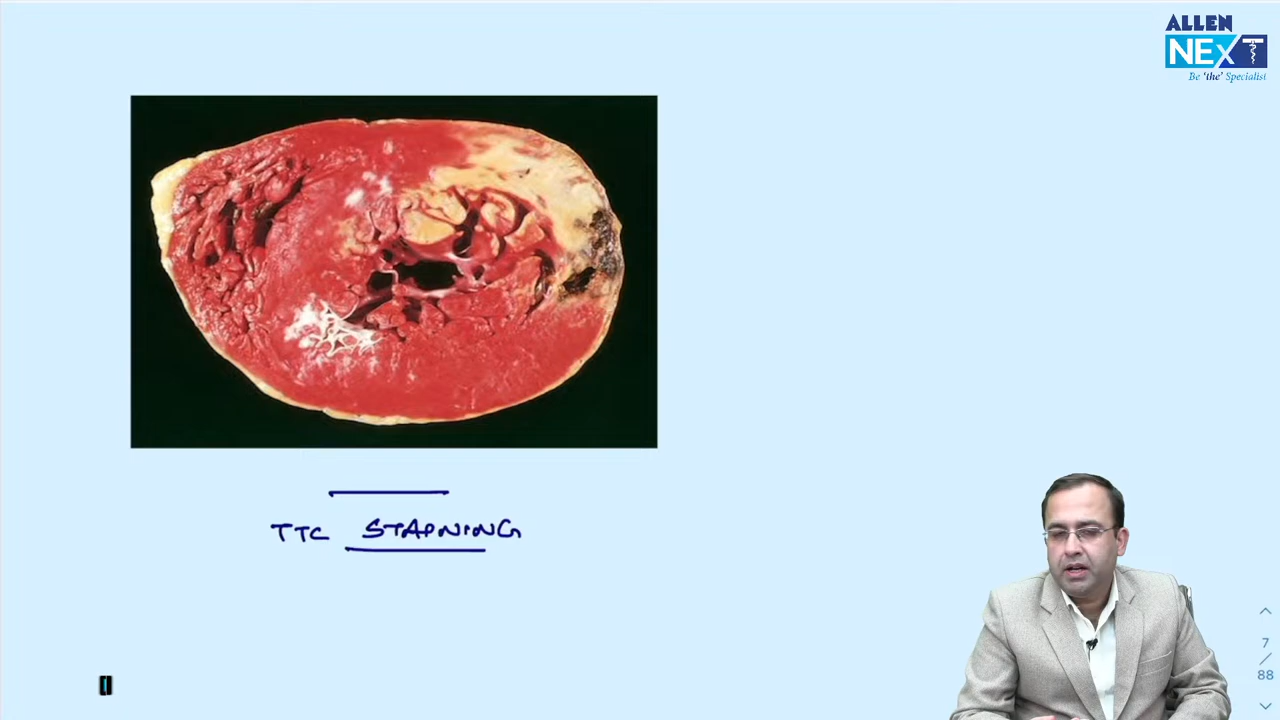 ALLEN
NEXT
Be 'the' Specialist
TTC STAINING
7
/
88